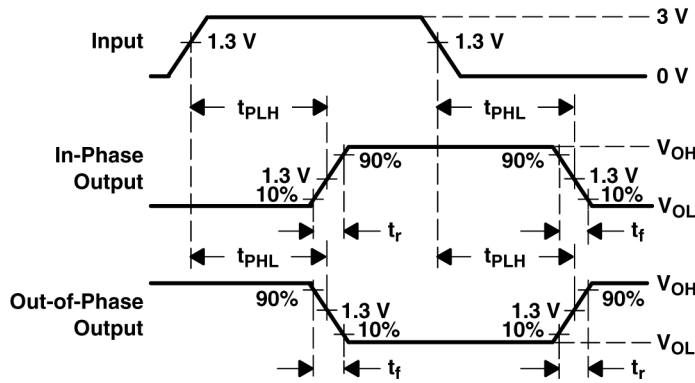 3 V
Input
1.3 V
1.3 V
0 V
tPLH
tPHL
In-Phase
Output
VOH
90%
90%
1.3 V
1.3 V
10%
10%
VOL
tr
tf
tPHL
tPLH
Out-of-Phase
Output
VOH
90%
90%
1.3 V
1.3 V
10%
10%
VOL
tf
tr